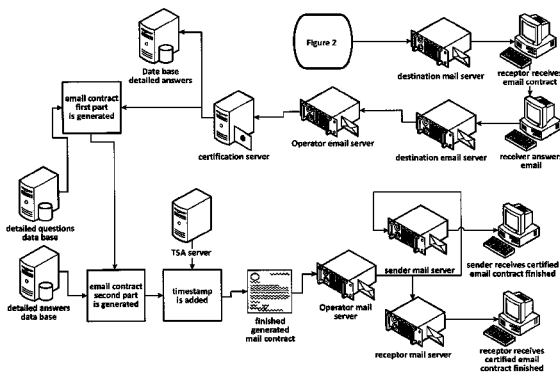 Figure 2
destination mail server
receptor receives
email contract
Date base
detailed answers
email contract
first part
is generated
certification server
Operator email server
destination email server
receiver answers
email
detailed questions
data base
TSA server
sender mail server
sender receives certified
email contract finished
detailed answers
data base
email contract
second part
is generated
timestamp
is added
finished
generated
mail contract
Operator mail
server
receptor mail server
receptor receives
certified email
contract finished